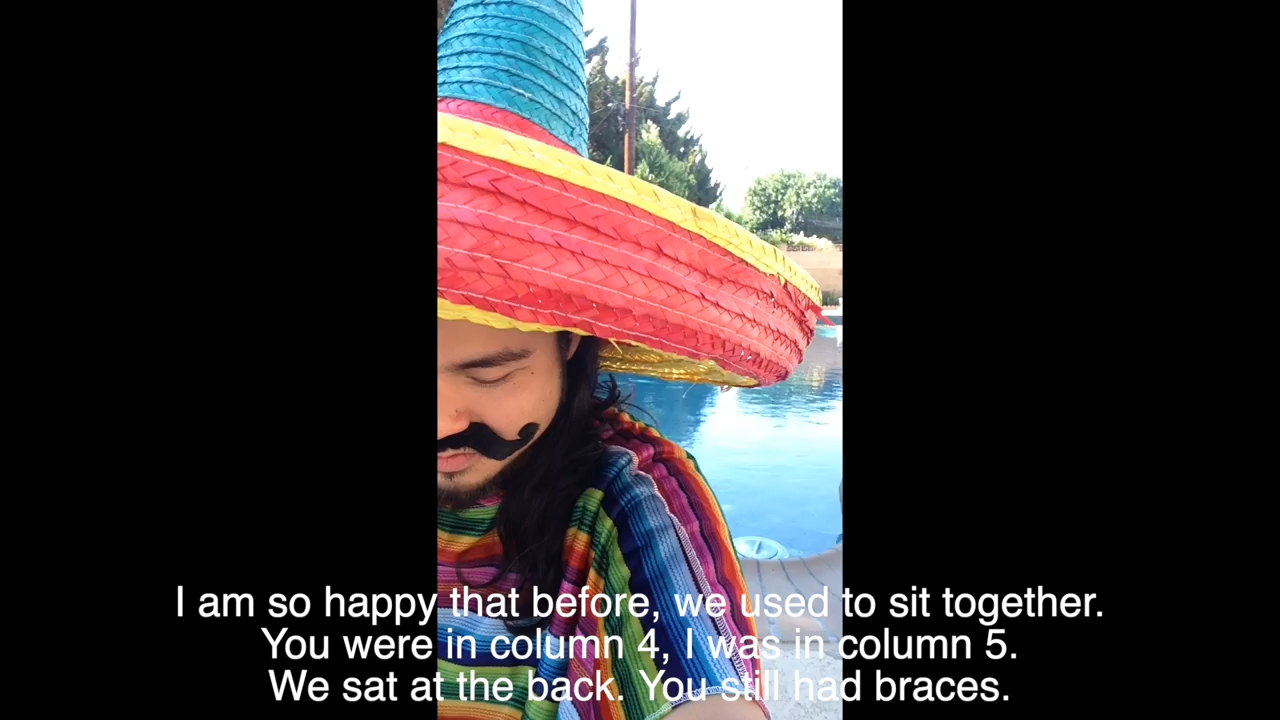 I am so happy that before, we used to sit together.
You were in column 4, I was in column 5.
We sat at the back. You still had braces.